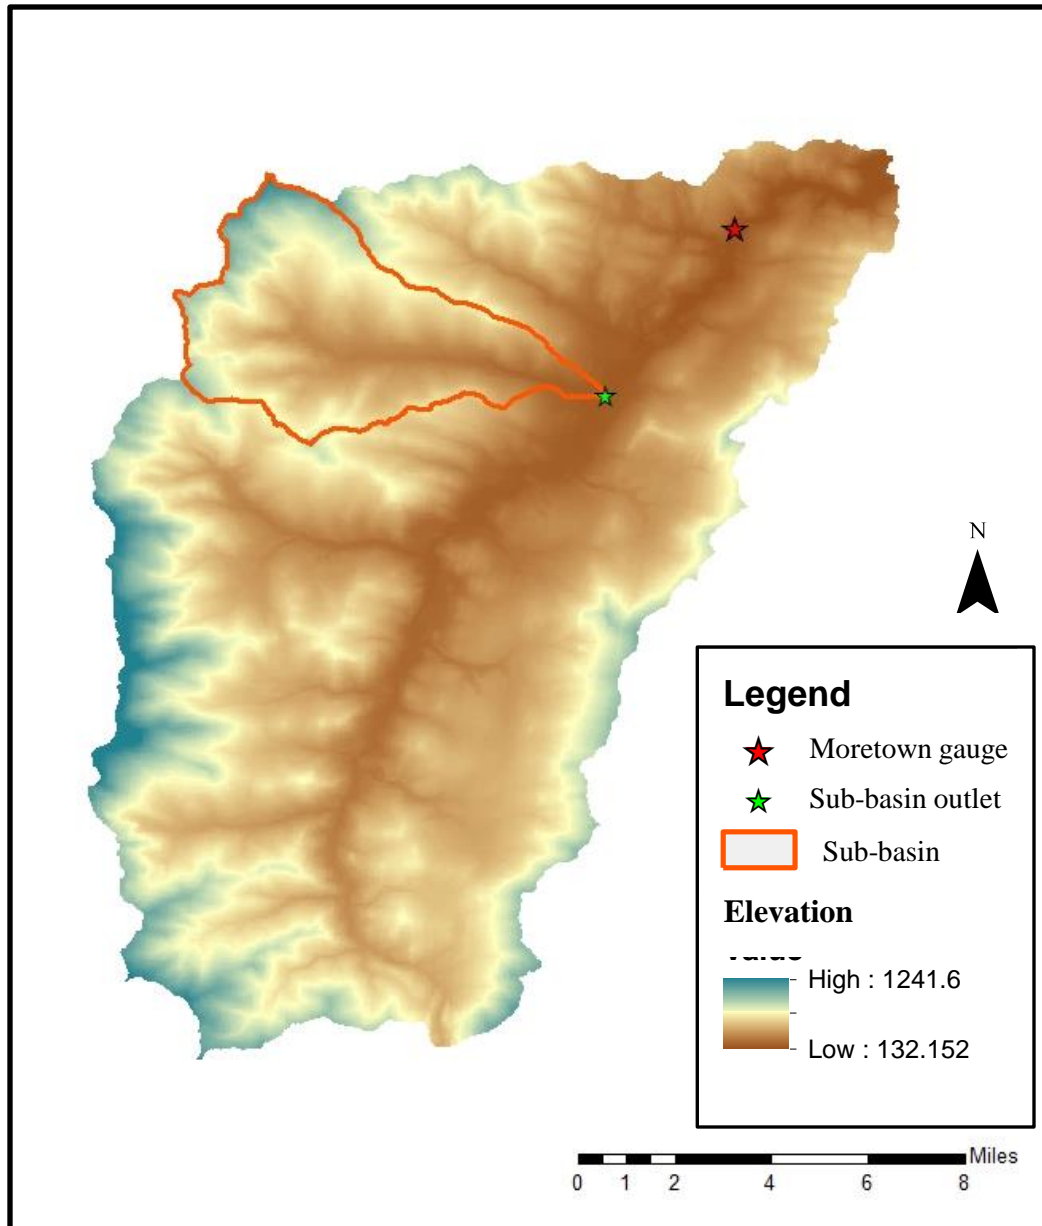 N
Legend
Moretown gauge
Sub-basin outlet
Sub-basin
Elevation
High : 1241.6
Low : 132.152
Miles
0 1 2 4 6 8